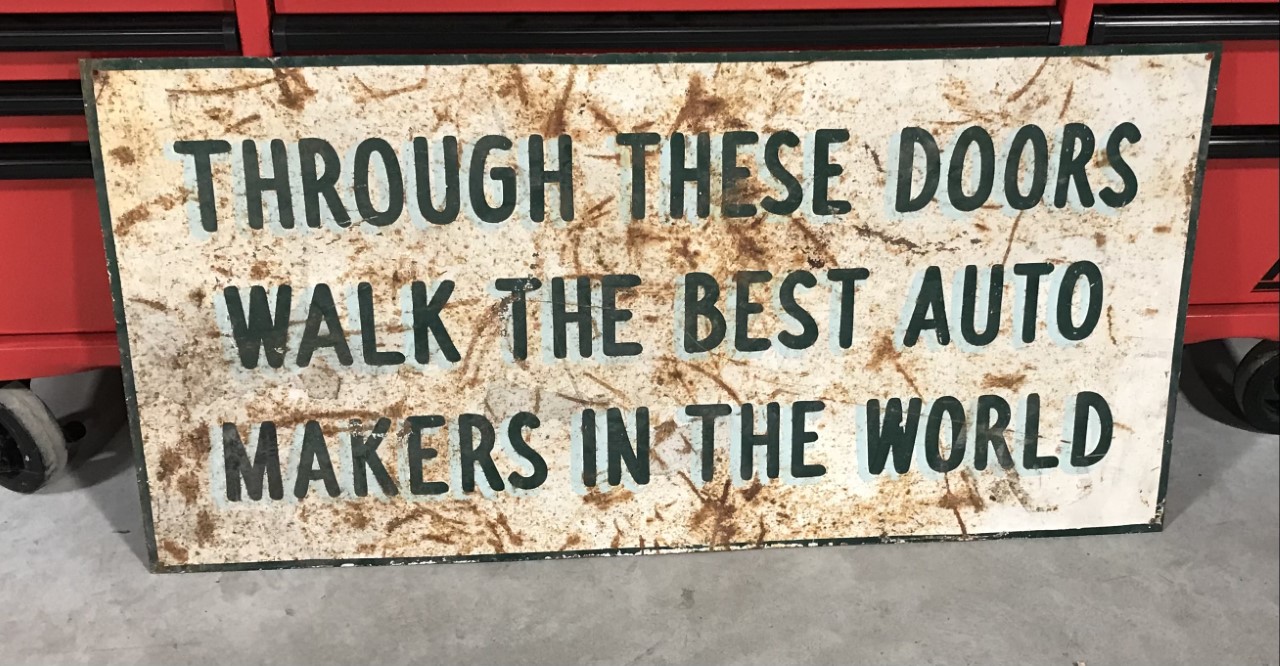 THROUGH THESE DOORS
WALK THE BEST AUTO
MAKERS IN THE WORLD